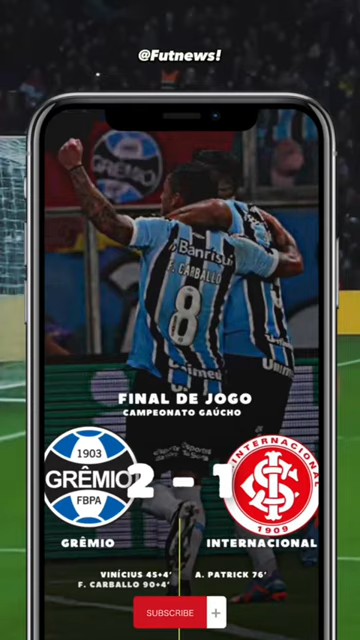 @Futnews!
Banrisul
F. CARBALLO
8
Unimed
FINAL DE JOGO
CAMPEONATO GAÚCHO
1903
GRÊMIO
FBPA
2 - 1
INTERNACIONAL
1909
GRÊMIO
INTERNACIONAL
VINÍCIUS 45+4'
A. PATRICK 76'
F. CARBALLO 90+4'
SUBSCRIBE +